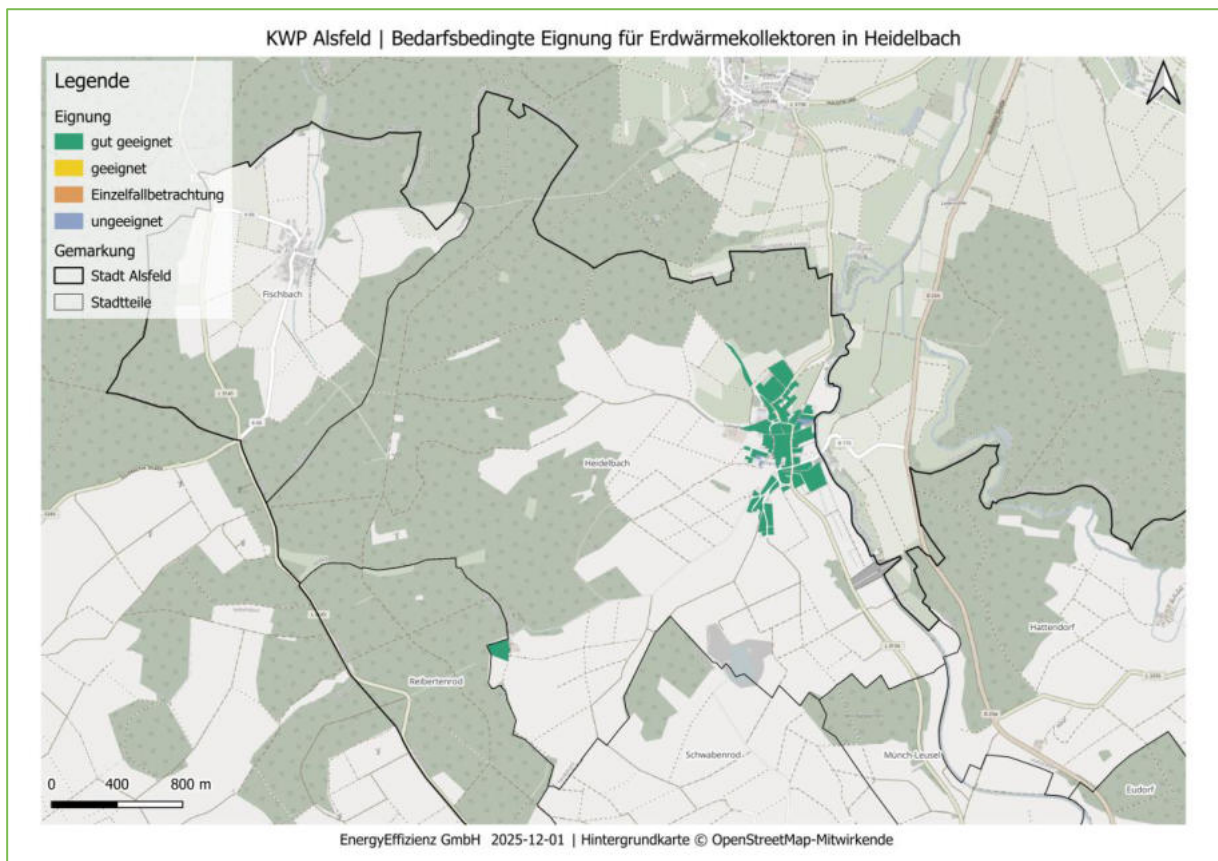 KWP Alsfeld | Bedarfsbedingte Eignung für Erdwärmekollektoren in Heidelbach
Legende
Eignung
gut geeignet
geeignet
Einzelfallbetrachtung
ungeeignet
Gemarkung
Stadt Alsfeld
Stadtteile
Fischbach
Heidelbach
Hattendorf
Reibertenrod
Schwabenrod
Münch-Leusel
Eudorf
0 400 800 m
EnergyEffizienz GmbH 2025-12-01 | Hintergrundkarte © OpenStreetMap-Mitwirkende